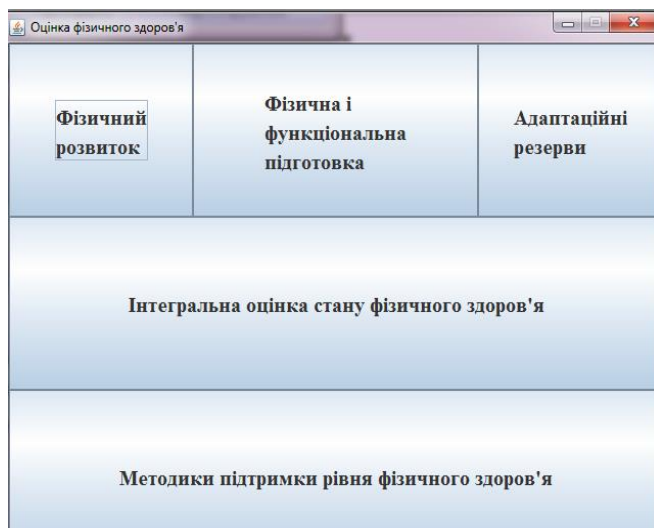 Оцінка фізичного здоров'я
Фізичний
розвиток
Фізична і
функціональна
підготовка
Адаптаційні
резерви
Інтегральна оцінка стану фізичного здоров'я
Методики підтримки рівня фізичного здоров'я